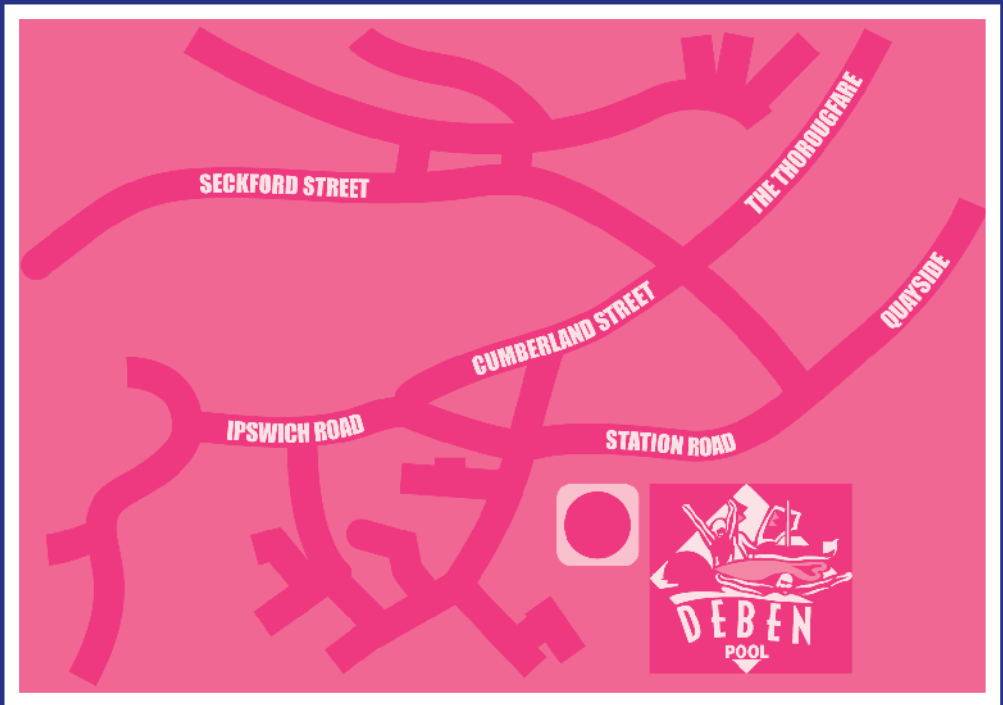 SECKFORD STREET
THE THOROUGFARE
QUAYSIDE
CUMBERLAND STREET
IPSWICH ROAD
STATION ROAD
DEBEN
POOL